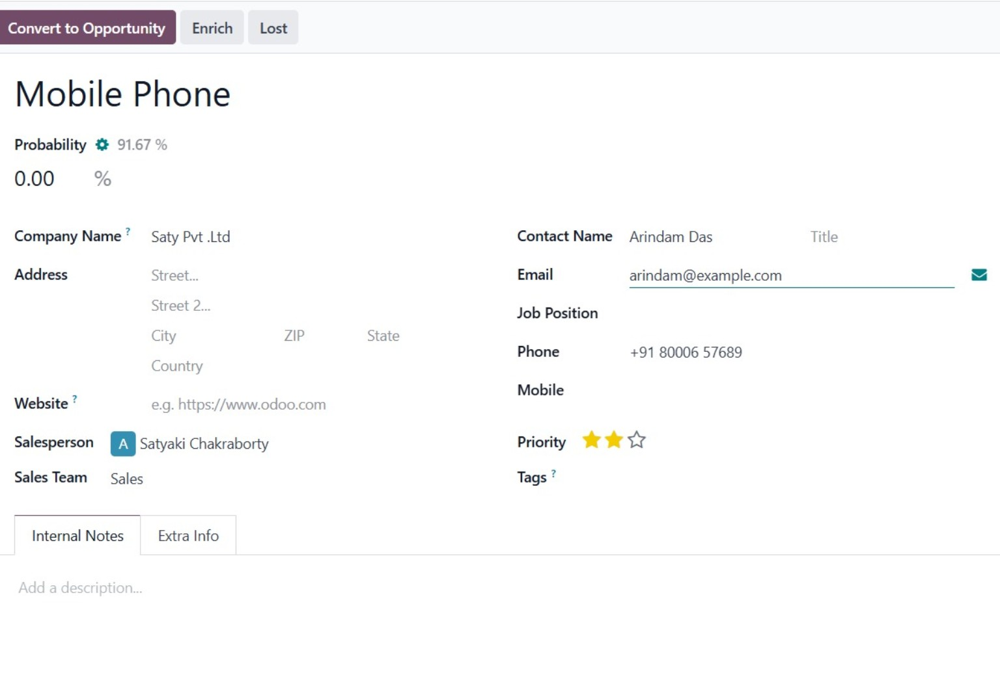 Convert to Opportunity Enrich Lost
Mobile Phone
Probability 91.67 %
0.00 %
Company Name ? Saty Pvt .Ltd
Address Street...
Street 2...
City ZIP State
Country
Website ? e.g. https://www.odoo.com
Salesperson A Satyaki Chakraborty
Sales Team Sales
Contact Name Arindam Das Title
Email arindam@example.com
Job Position
Phone +91 80006 57689
Mobile
Priority
Tags ?
Internal Notes Extra Info
Add a description...